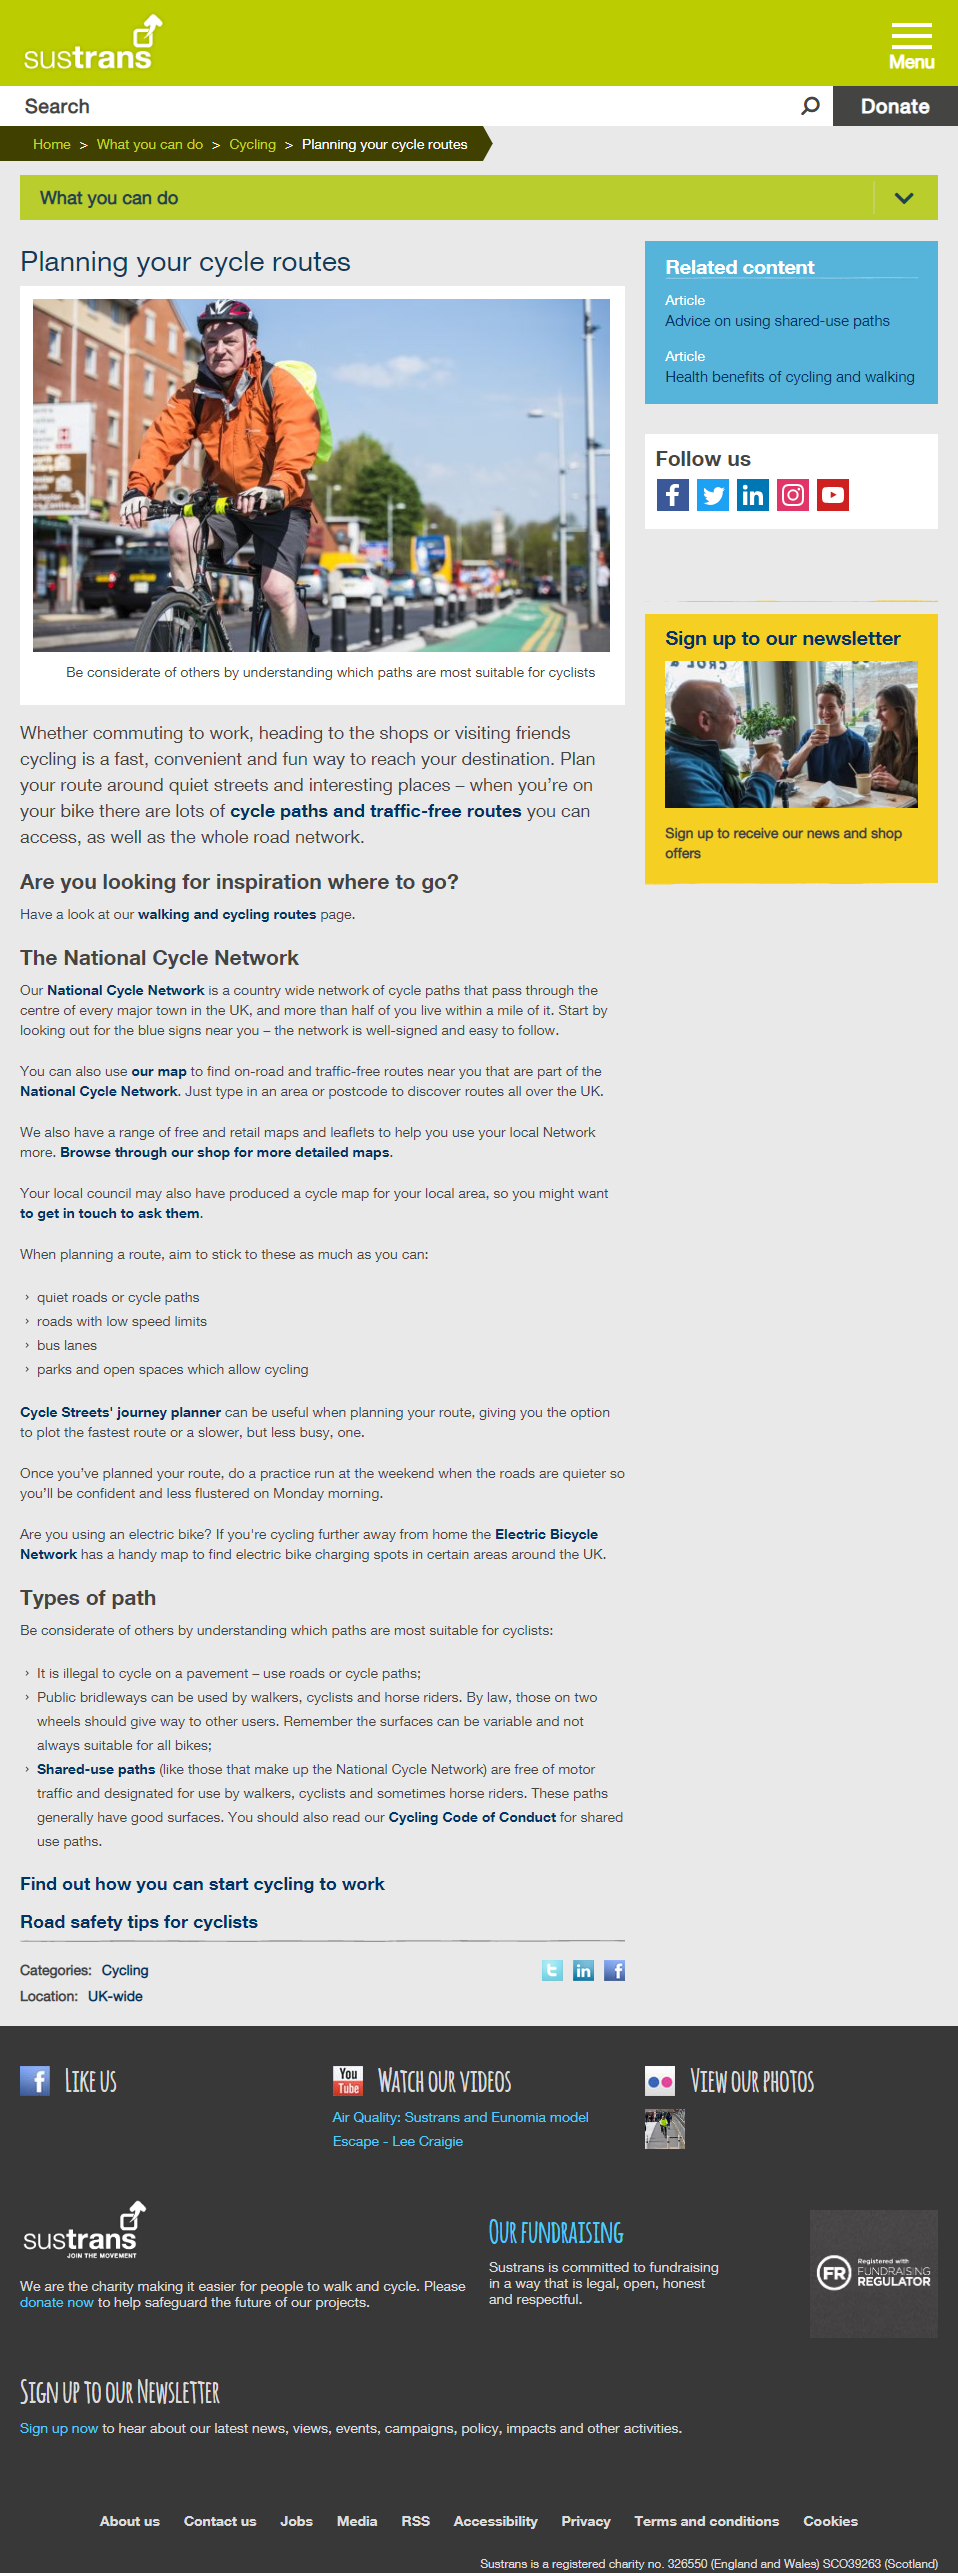 sustrans
Menu
Search
Donate
Home > What you can do > Cycling > Planning your cycle routes
What you can do
Planning your cycle routes
Be considerate of others by understanding which paths are most suitable for cyclists
Whether commuting to work, heading to the shops or visiting friends
cycling is a fast, convenient and fun way to reach your destination. Plan
your route around quiet streets and interesting places – when you’re on
your bike there are lots of cycle paths and traffic-free routes you can
access, as well as the whole road network.
Are you looking for inspiration where to go?
Have a look at our walking and cycling routes page.
The National Cycle Network
Our National Cycle Network is a country wide network of cycle paths that pass through the
centre of every major town in the UK, and more than half of you live within a mile of it. Start by
looking out for the blue signs near you – the network is well-signed and easy to follow.
You can also use our map to find on-road and traffic-free routes near you that are part of the
National Cycle Network. Just type in an area or postcode to discover routes all over the UK.
We also have a range of free and retail maps and leaflets to help you use your local Network
more. Browse through our shop for more detailed maps.
Your local council may also have produced a cycle map for your local area, so you might want
to get in touch to ask them.
When planning a route, aim to stick to these as much as you can:
› quiet roads or cycle paths
› roads with low speed limits
› bus lanes
› parks and open spaces which allow cycling
Cycle Streets' journey planner can be useful when planning your route, giving you the option
to plot the fastest route or a slower, but less busy, one.
Once you’ve planned your route, do a practice run at the weekend when the roads are quieter so
you’ll be confident and less flustered on Monday morning.
Are you using an electric bike? If you're cycling further away from home the Electric Bicycle
Network has a handy map to find electric bike charging spots in certain areas around the UK.
Types of path
Be considerate of others by understanding which paths are most suitable for cyclists:
› It is illegal to cycle on a pavement – use roads or cycle paths;
› Public bridleways can be used by walkers, cyclists and horse riders. By law, those on two
wheels should give way to other users. Remember the surfaces can be variable and not
always suitable for all bikes;
› Shared-use paths (like those that make up the National Cycle Network) are free of motor
traffic and designated for use by walkers, cyclists and sometimes horse riders. These paths
generally have good surfaces. You should also read our Cycling Code of Conduct for shared
use paths.
Find out how you can start cycling to work
Road safety tips for cyclists
Categories: Cycling
Location: UK-wide
Related content
Article
Advice on using shared-use paths
Article
Health benefits of cycling and walking
Follow us
Sign up to our newsletter
Sign up to receive our news and shop
offers
Like us
You
Tube
Watch our videos
Air Quality: Sustrans and Eunomia model
Escape - Lee Craigie
View our photos
sustrans
JOIN THE MOVEMENT
We are the charity making it easier for people to walk and cycle. Please
donate now to help safeguard the future of our projects.
Our fundraising
Sustrans is committed to fundraising
in a way that is legal, open, honest
and respectful.
FR
Registered with
FUNDRAISING
REGULATOR
Sign up to our Newsletter
Sign up now to hear about our latest news, views, events, campaigns, policy, impacts and other activities.
About us Contact us Jobs Media RSS Accessibility Privacy Terms and conditions Cookies
Sustrans is a registered charity no. 326550 (England and Wales) SCO39263 (Scotland)